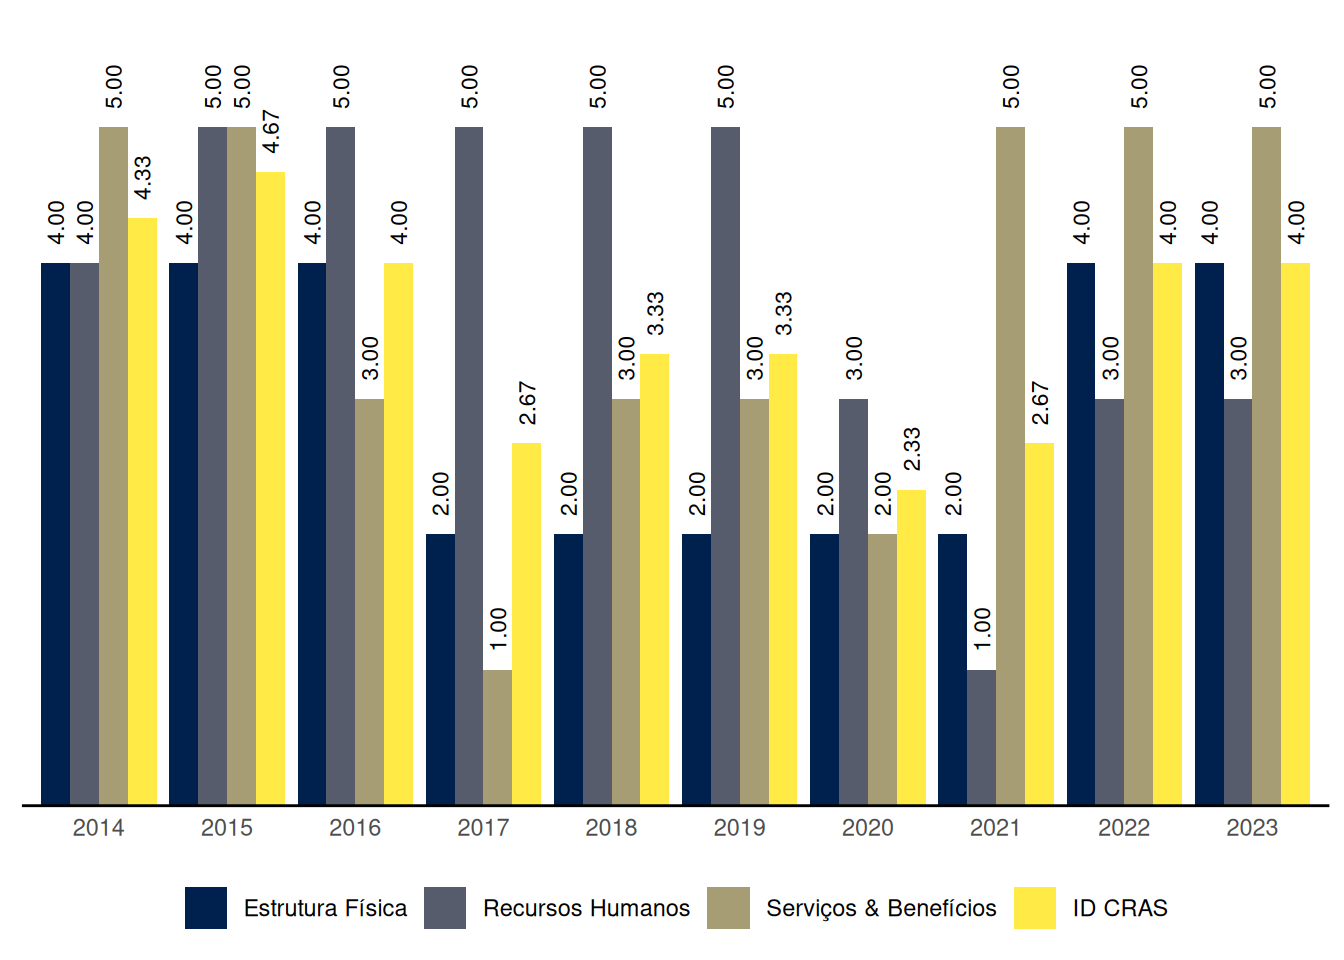 4.00 4.00 5.00 4.33 4.00 5.00 5.00 4.67 4.00 5.00 3.00 4.00 2.00 5.00 1.00 2.67 2.00 5.00 3.00 3.33 2.00 5.00 3.00 3.33 2.00 3.00 2.00 2.33 2.00 1.00 5.00 2.67 4.00 3.00 5.00 4.00 4.00 3.00 5.00 4.00
2014 2015 2016 2017 2018 2019 2020 2021 2022 2023
Estrutura Física Recursos Humanos Serviços & Benefícios ID CRAS